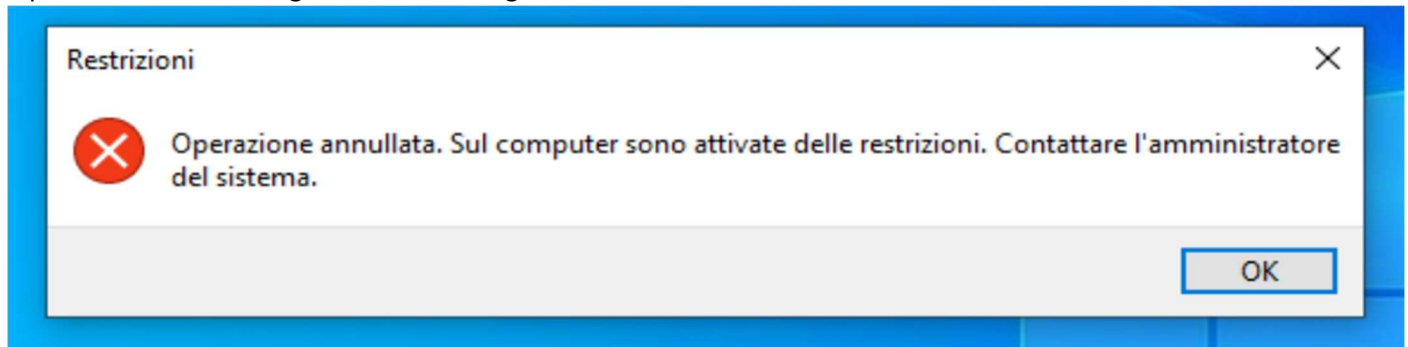 Restrizioni
Operazione annullata. Sul computer sono attivate delle restrizioni. Contattare l'amministratore
del sistema.
OK